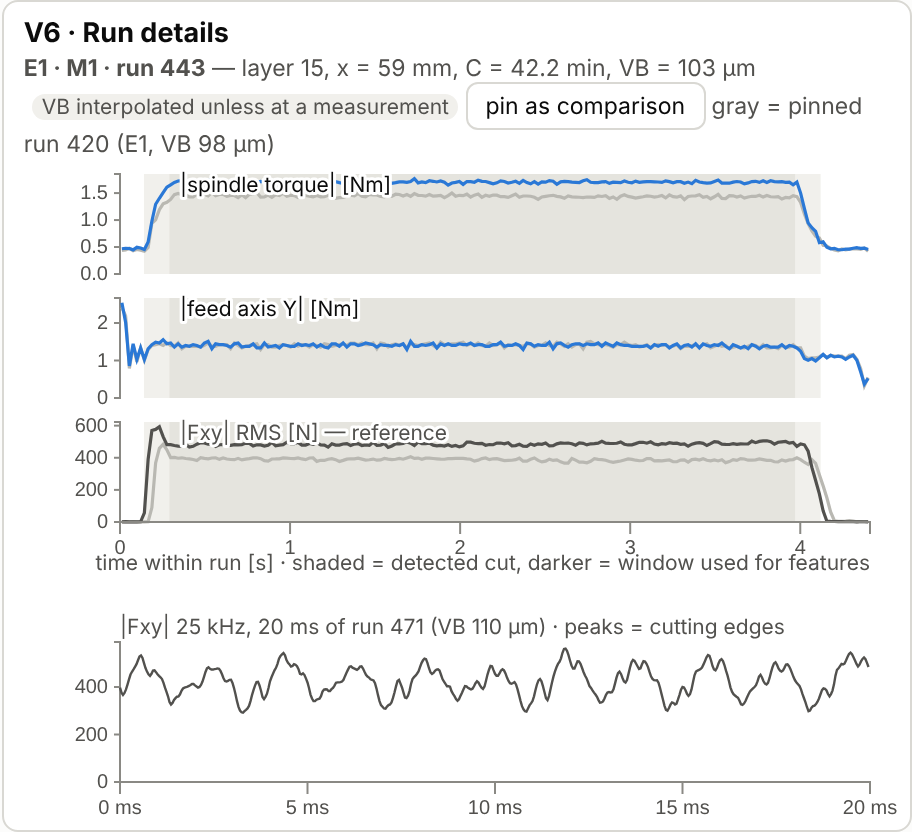 V6 · Run details
E1 · M1 · run 443 — layer 15, x = 59 mm, C = 42.2 min, VB = 103 µm
VB interpolated unless at a measurement pin as comparison gray = pinned
run 420 (E1, VB 98 µm)
|spindle torque| [Nm]
1.5
1.0
0.5
0.0
|feed axis Y| [Nm]
2
1
0
|Fxy| RMS [N] — reference
600
400
200
0
0 1 2 3 4
time within run [s] · shaded = detected cut, darker = window used for features
|Fxy| 25 kHz, 20 ms of run 471 (VB 110 µm) · peaks = cutting edges
400
200
0
0 ms 5 ms 10 ms 15 ms 20 ms